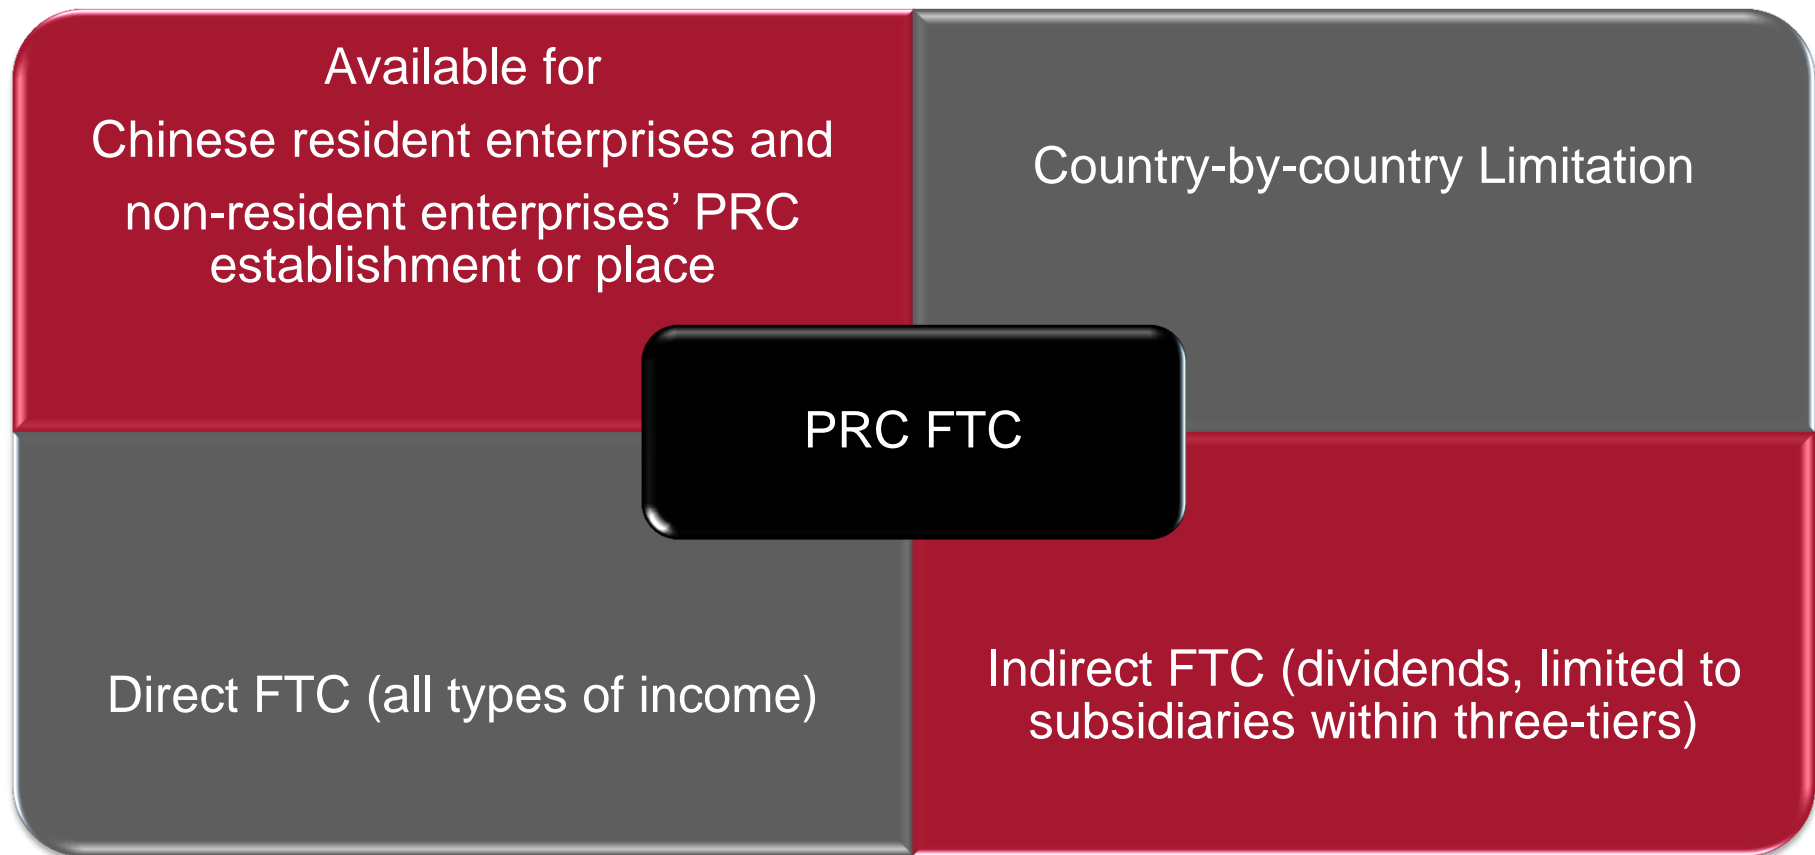 Available for
Chinese resident enterprises and
non-resident enterprises’ PRC
establishment or place
Country-by-country Limitation
PRC FTC
Direct FTC (all types of income)
Indirect FTC (dividends, limited to
subsidiaries within three-tiers)